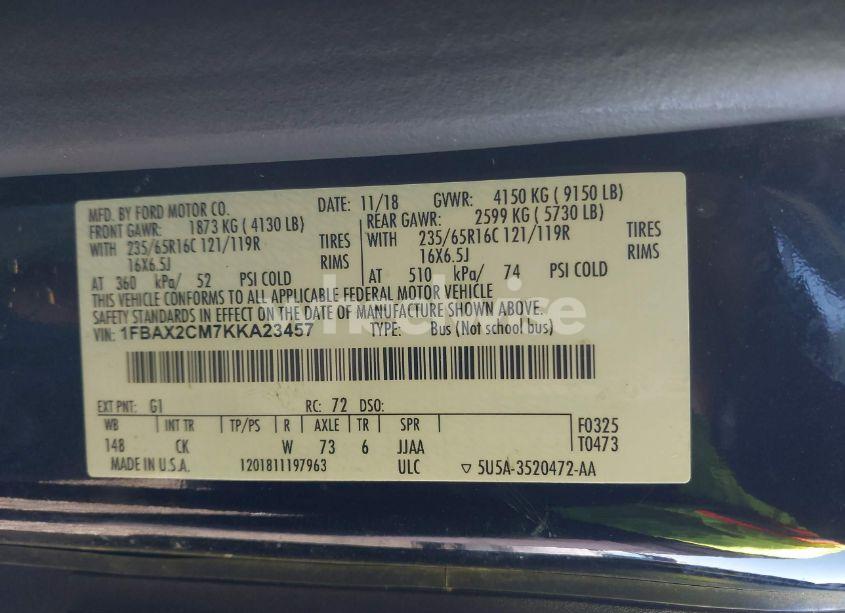 MFD. BY FORD MOTOR CO. DATE: 11/18 GVWR: 4150 KG ( 9150 LB)
FRONT GAWR: 1873 KG ( 4130 LB) REAR GAWR: 2599 KG ( 5730 LB)
WITH 235/65R16C 121/119R TIRES WITH 235/65R16C 121/119R TIRES
16X6.5J RIMS 16X6.5J RIMS
AT 360 kPa/ 52 PSI COLD AT 510 kPa/ 74 PSI COLD
THIS VEHICLE CONFORMS TO ALL APPLICABLE FEDERAL MOTOR VEHICLE
SAFETY STANDARDS IN EFFECT ON THE DATE OF MANUFACTURE SHOWN ABOVE.
VIN: 1FBAX2CM7KKA23457 TYPE: Bus (Not school bus)
EXT PNT: G1 RC: 72 DSO:
WB INT TR TP/PS R AXLE TR SPR F0325
148 CK W 73 6 JJAA T0473
MADE IN U.S.A. 1201811197963 ULC ▽ 5U5A-3520472-AA